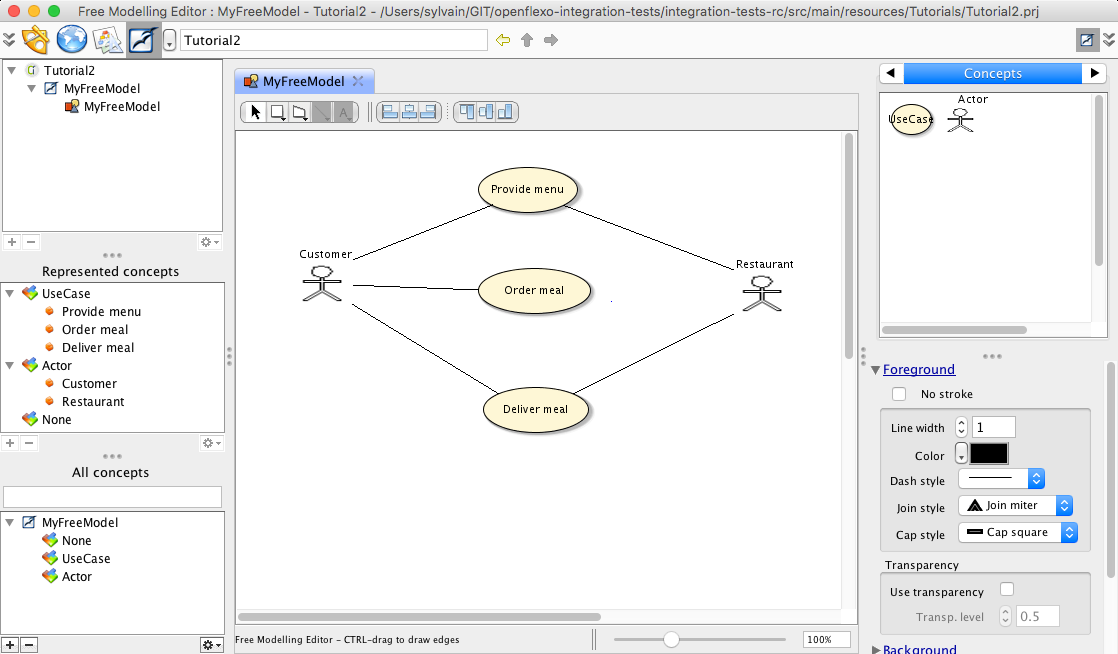 Free Modelling Editor : MyFreeModel - Tutorial2 - /Users/sylvain/GIT/openflexo-integration-tests/integration-tests-rc/src/main/resources/Tutorials/Tutorial2.prj
Tutorial2
Tutorial2
MyFreeModel
MyFreeModel
Represented concepts
UseCase
Provide menu
Order meal
Deliver meal
Actor
Customer
Restaurant
None
All concepts
MyFreeModel
None
UseCase
Actor
MyFreeModel
A
Provide menu
Customer
Restaurant
Order meal
Deliver meal
Free Modelling Editor - CTRL-drag to draw edges
100%
Concepts
Actor
UseCase
Foreground
No stroke
Line width
1
Color
Dash style
Join style
Join miter
Cap style
Cap square
Transparency
Use transparency
Transp. level
0.5
Background